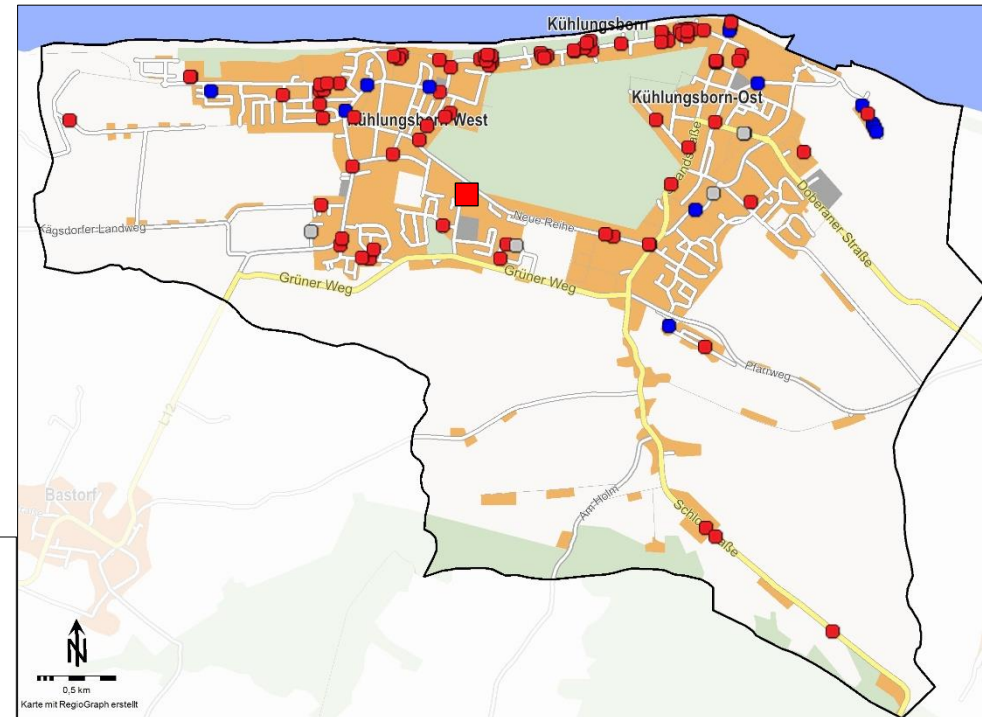 Kühlungsborn
Kühlungsborn-Ost
Kühlungsborn West
Strandstraße
Doberaner Straße
Neue Reihe
Kägsdorfer Landweg
Grüner Weg
Grüner Weg
Plattweg
L12
Bastorf
Am Holm
Schloßstraße
N
0,5 km
Karte mit RegioGraph erstellt